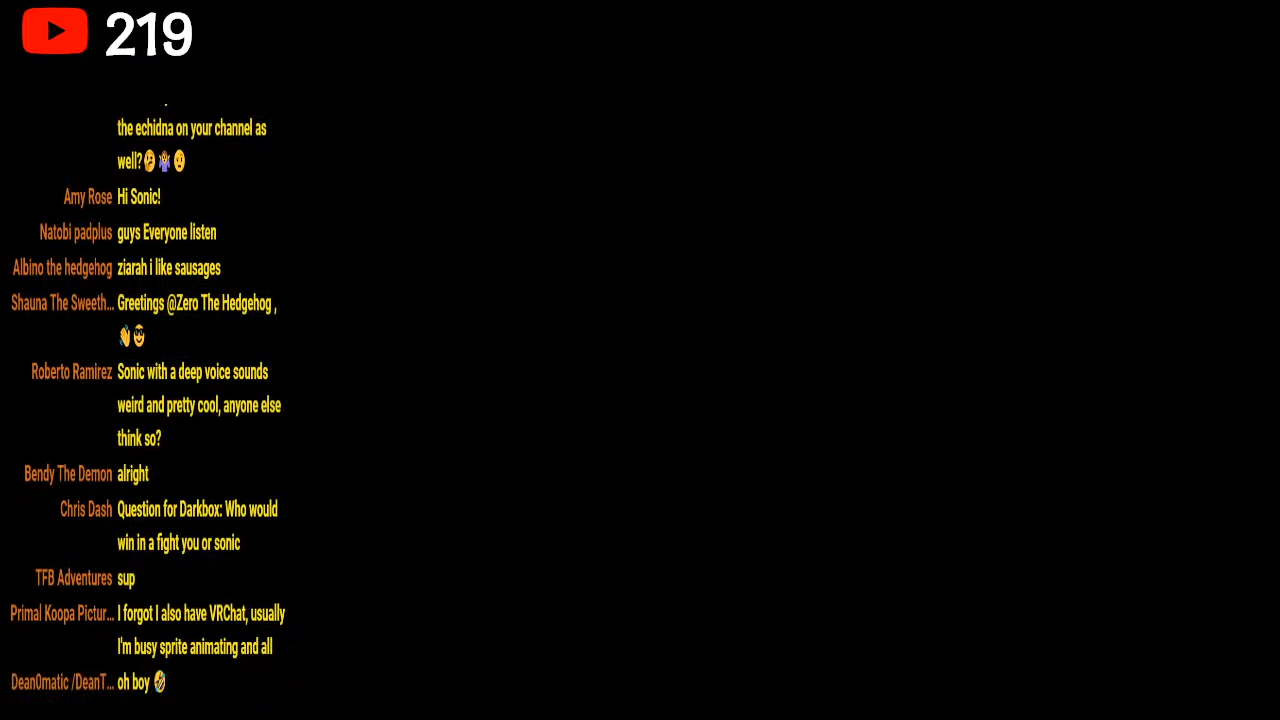 219
the echidna on your channel as
well?🤔🤷😟
Amy Rose Hi Sonic!
Natobi padplus guys Everyone listen
Albino the hedgehog ziarah i like sausages
Shauna The Sweeth... Greetings @Zero The Hedgehog ,
👋😎
Roberto Ramirez Sonic with a deep voice sounds
weird and pretty cool, anyone else
think so?
Bendy The Demon alright
Chris Dash Question for Darkbox: Who would
win in a fight you or sonic
TFB Adventures sup
Primal Koopa Pictur... I forgot I also have VRChat, usually
I'm busy sprite animating and all
Dean0matic /DeanT... oh boy 🤣